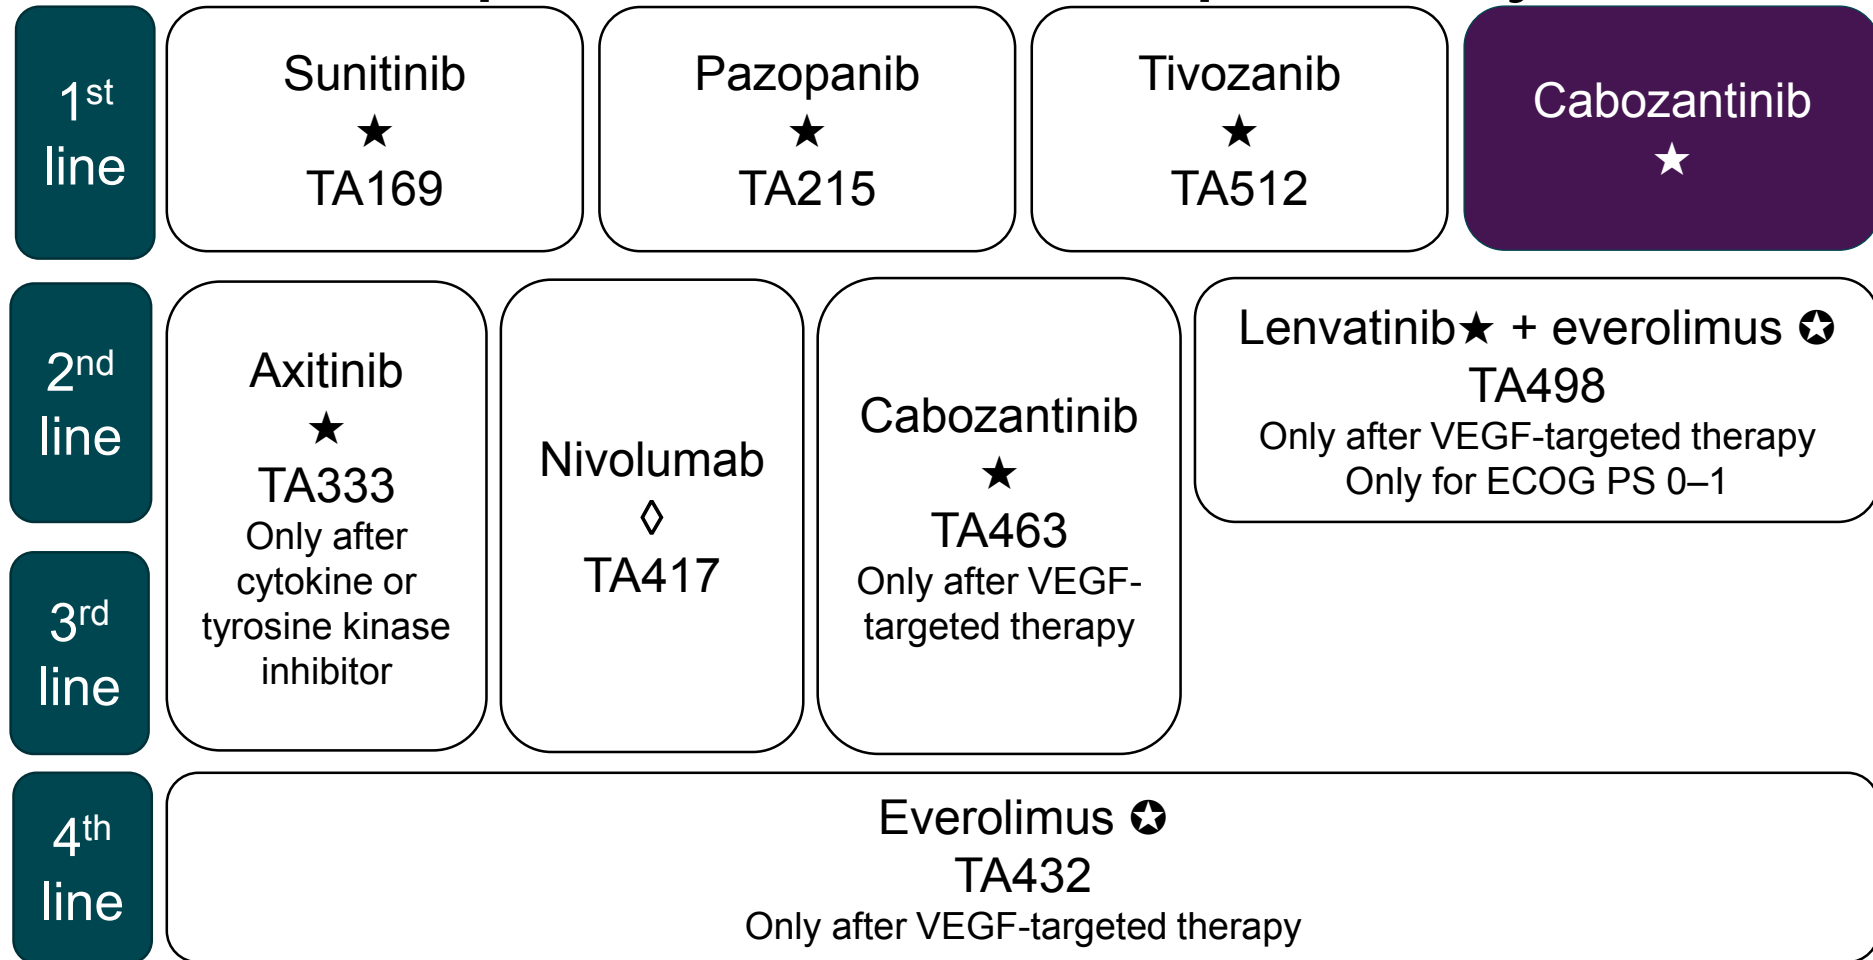 1st
line
Sunitinib
★
TA169
Pazopanib
★
TA215
Tivozanib
★
TA512
Cabozantinib
★
2nd
line
3rd
line
Axitinib
★
TA333
Only after
cytokine or
tyrosine kinase
inhibitor
Nivolumab
◊
TA417
Cabozantinib
★
TA463
Only after VEGF-
targeted therapy
Lenvatinib★ + everolimus ✪
TA498
Only after VEGF-targeted therapy
Only for ECOG PS 0–1
4th
line
Everolimus ✪
TA432
Only after VEGF-targeted therapy